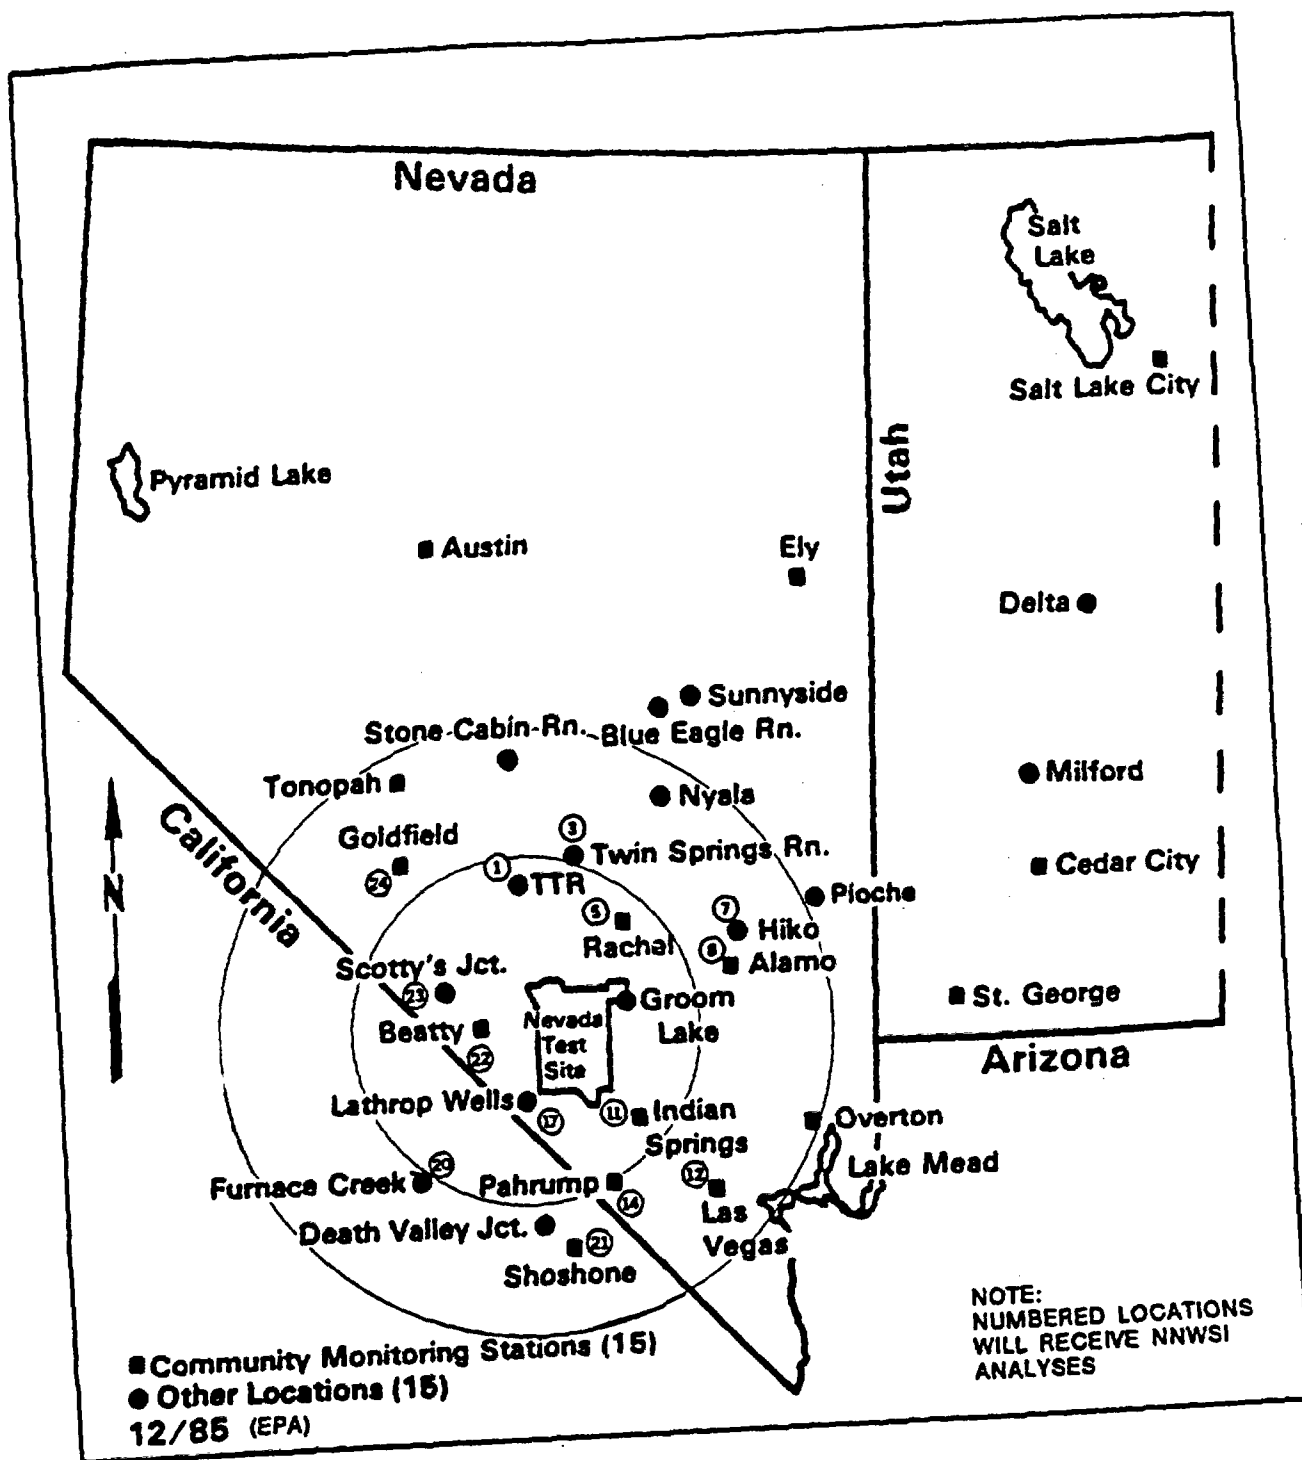 Nevada
Salt
Lake
Salt Lake City
Utah
Pyramid Lake
Austin
Ely
Delta
Sunnyside
Stone Cabin Rn.
Blue Eagle Rn.
Tonopah
Nyala
Milford
California
Goldfield
24
3
Twin Springs Rn.
1
TTR
Cedar City
N
5
Rachel
7
Hiko
Pioche
8
Alamo
Scotty's Jct.
23
Groom
Lake
St. George
Nevada
Test
Site
Beatty
22
Arizona
Lathrop Wells
17
11
Indian
Springs
Overton
Lake Mead
20
Furnace Creek
Pahrump
14
12
Las
Vegas
Death Valley Jct.
21
Shoshone
NOTE:
NUMBERED LOCATIONS
WILL RECEIVE NNWSI
ANALYSES
Community Monitoring Stations (15)
Other Locations (15)
12/85 (EPA)